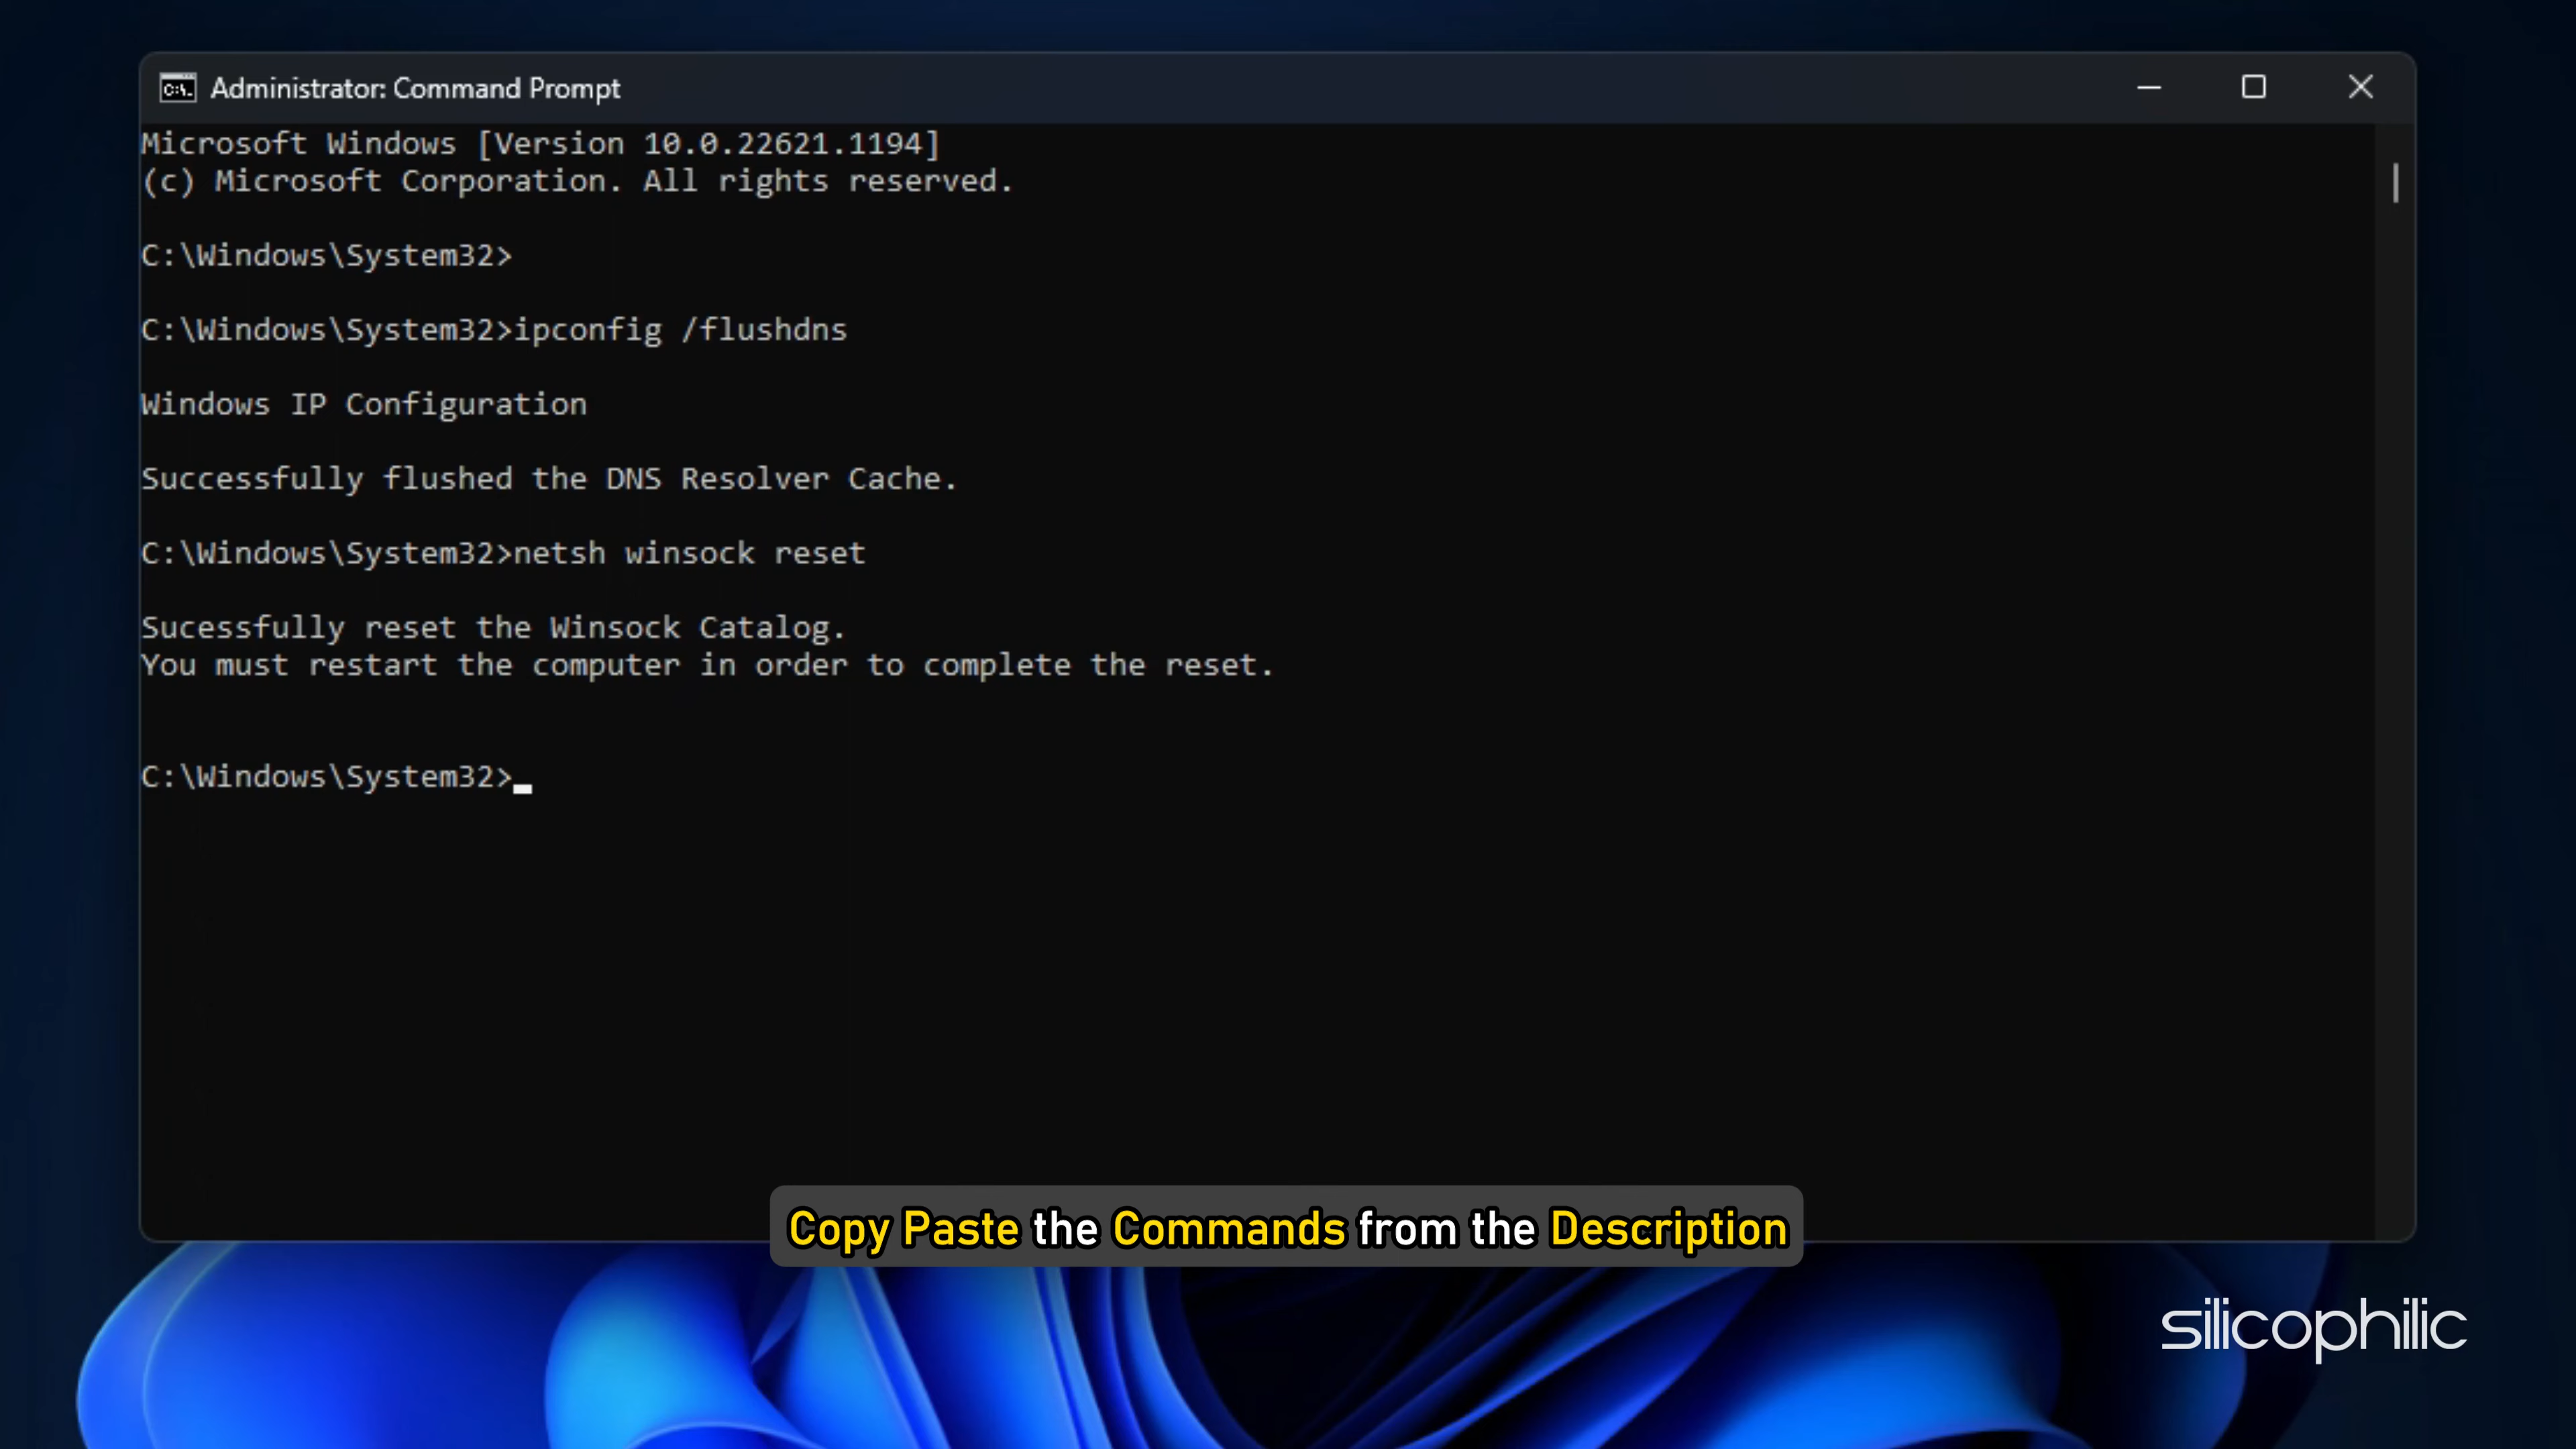 Administrator: Command Prompt
Microsoft Windows [Version 10.0.22621.1194]
(c) Microsoft Corporation. All rights reserved.
C:\Windows\System32>
C:\Windows\System32>ipconfig /flushdns
Windows IP Configuration
Successfully flushed the DNS Resolver Cache.
C:\Windows\System32>netsh winsock reset
Sucessfully reset the Winsock Catalog.
You must restart the computer in order to complete the reset.
C:\Windows\System32>
Copy Paste the Commands from the Description
silicophilic